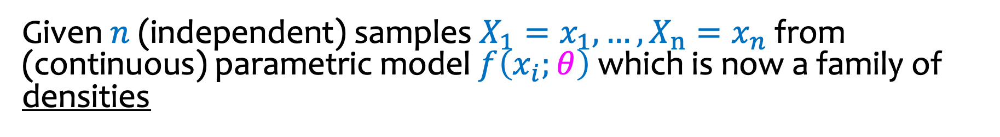 Given n (independent) samples X₁ = x₁, … , Xₙ = xₙ from
(continuous) parametric model f(xᵢ; θ) which is now a family of
densities